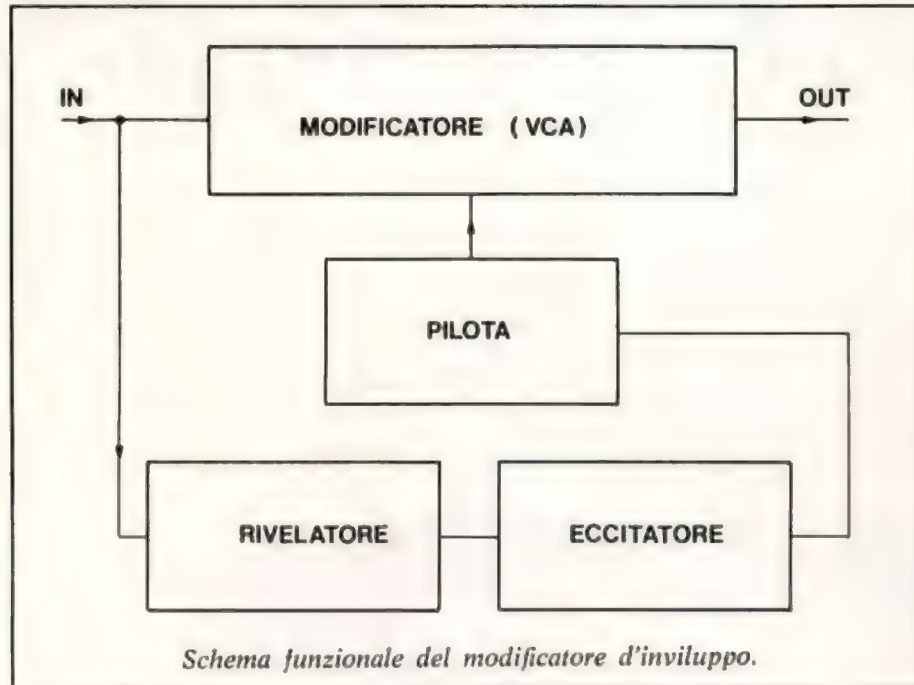 IN
OUT
MODIFICATORE (VCA)
PILOTA
RIVELATORE
ECCITATORE
Schema funzionale del modificatore d'inviluppo.